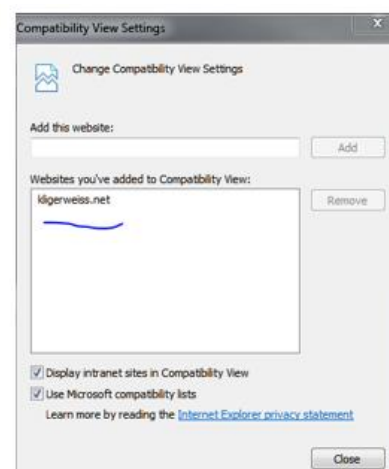 Compatibility View Settings
Change Compatibility View Settings
Add this website:
Add
Websites you've added to Compatibility View:
kligerweiss.net
Remove
Display intranet sites in Compatibility View
Use Microsoft compatibility lists
Learn more by reading the Internet Explorer privacy statement
Close